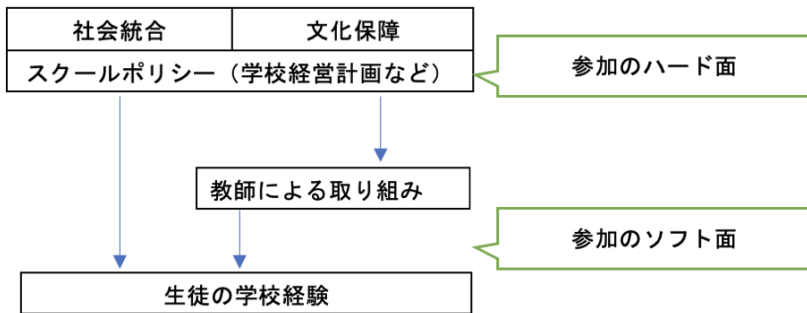 社会統合
文化保障
スクールポリシー（学校経営計画など）
参加のハード面
教師による取り組み
参加のソフト面
生徒の学校経験